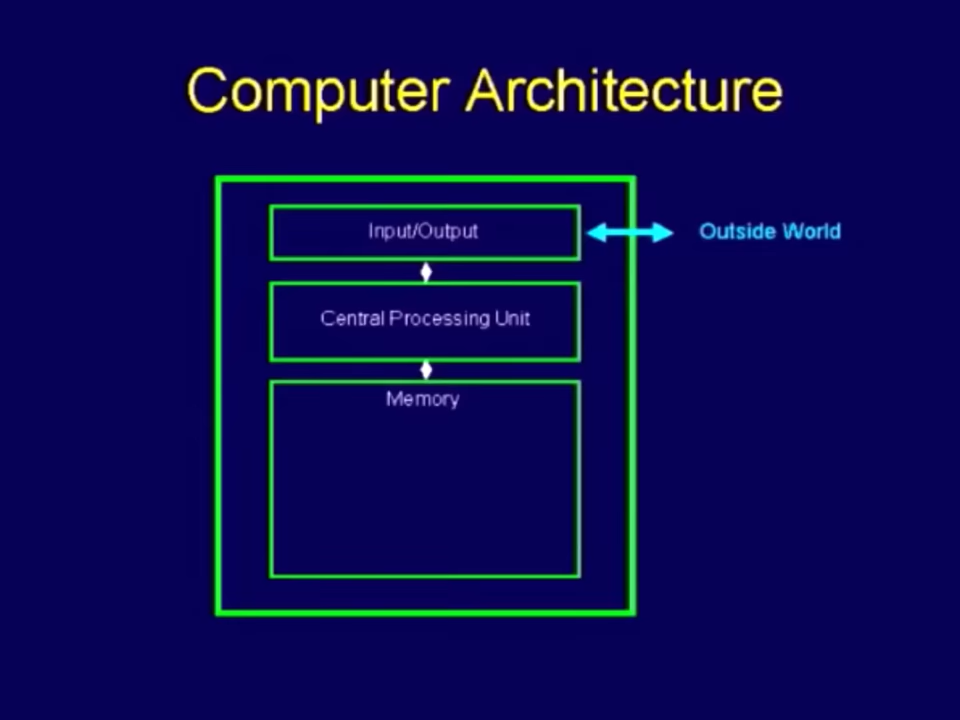 Computer Architecture
Input/Output
Outside World
Central Processing Unit
Memory